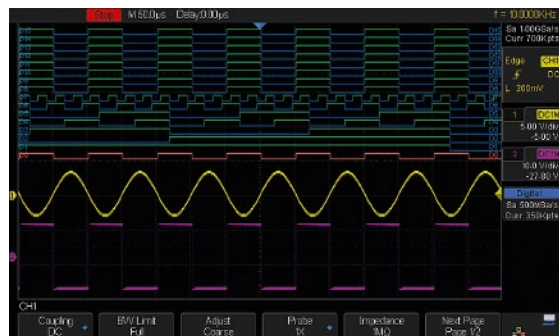 Stop M 50.0µs Delay:0.00µs f = 10.0000KHz
Sa 1.00GSa/s
Curr 700Kpts
Edge CH1
DC
L 200mV
1 DC1M
5.00 V/div
-5.00 V
2 DC1M
10.0 V/div
-27.80 V
Digital
Sa 500MSa/s
Curr 350Kpts
CH1
Coupling BW Limit Adjust Probe Impedance Next Page
DC Full Coarse 1X 1MΩ Page 1/2